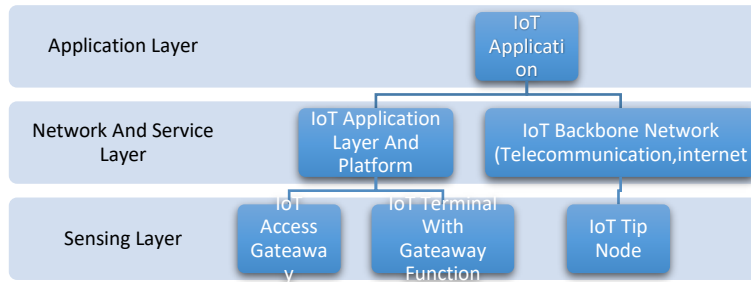 Application Layer
IoT
Applicati
on
Network And Service
Layer
IoT Application
Layer And
Platform
IoT Backbone Network
(Telecommunication,internet
Sensing Layer
IoT
Access
Gateawa
y
IoT Terminal
With
Gateaway
Function
IoT Tip
Node